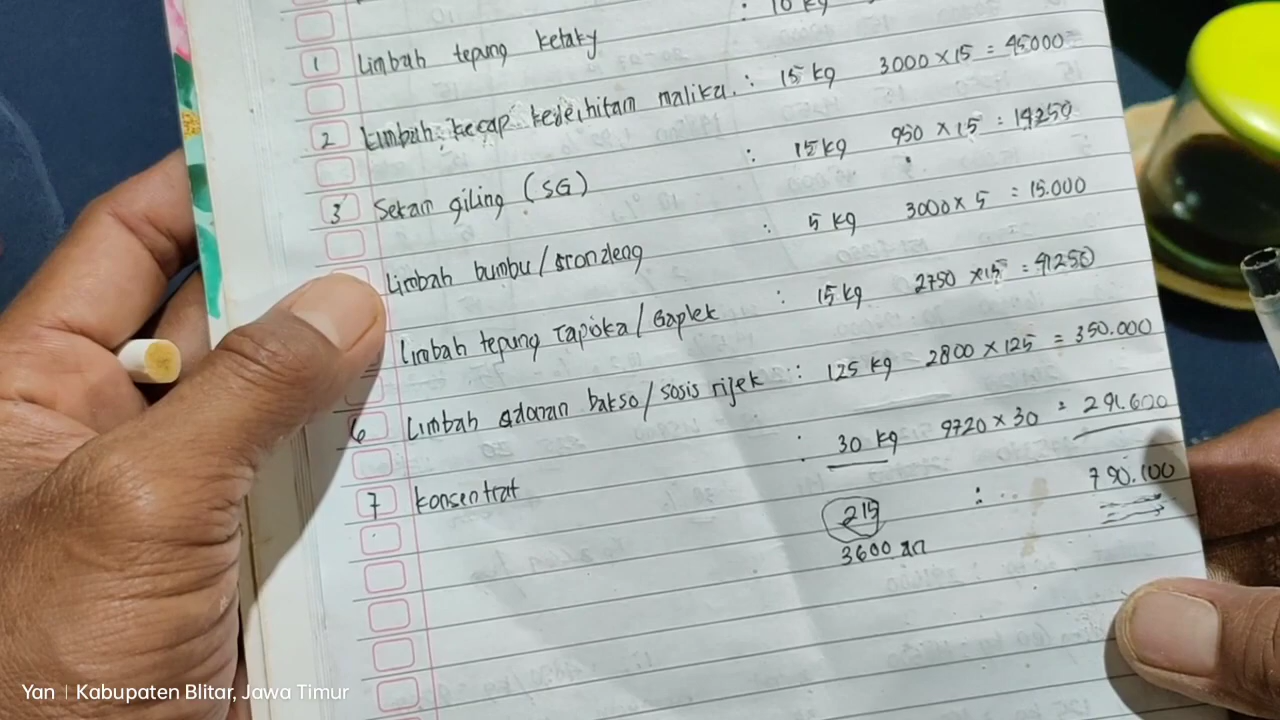 : 10 kg
1 Limbah tepung ketaky
2 Limbah kecap kedelhitam malika. : 15 kg 3000 x 15 = 45000
3 Sekam giling (SG) : 15 kg 950 x 15 = 14250
Limbah bumbu / sronzleng : 5 kg 3000 x 5 = 15.000
Limbah tepung Tapioka / Gaplek : 15 kg 2750 x 15 = 41250
6 Limbah adonan bakso / sosis rijek : 125 kg 2800 x 125 = 350.000
7 konsentrat : 30 kg 9720 x 30 = 291.600
215 : 790.100
3600 an
Yan | Kabupaten Blitar, Jawa Timur